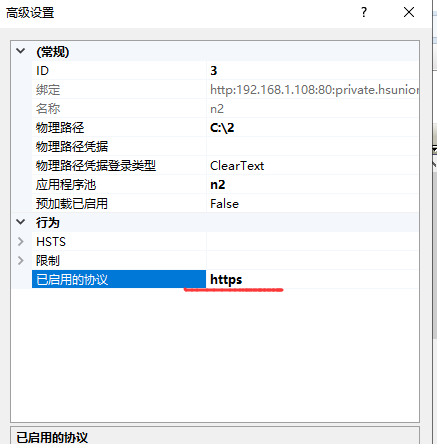 高级设置
(常规)
ID 3
绑定 http:192.168.1.108:80:private.hsunion
名称 n2
物理路径 C:\2
物理路径凭据
物理路径凭据登录类型 ClearText
应用程序池 n2
预加载已启用 False
行为
HSTS
限制
已启用的协议 https
已启用的协议